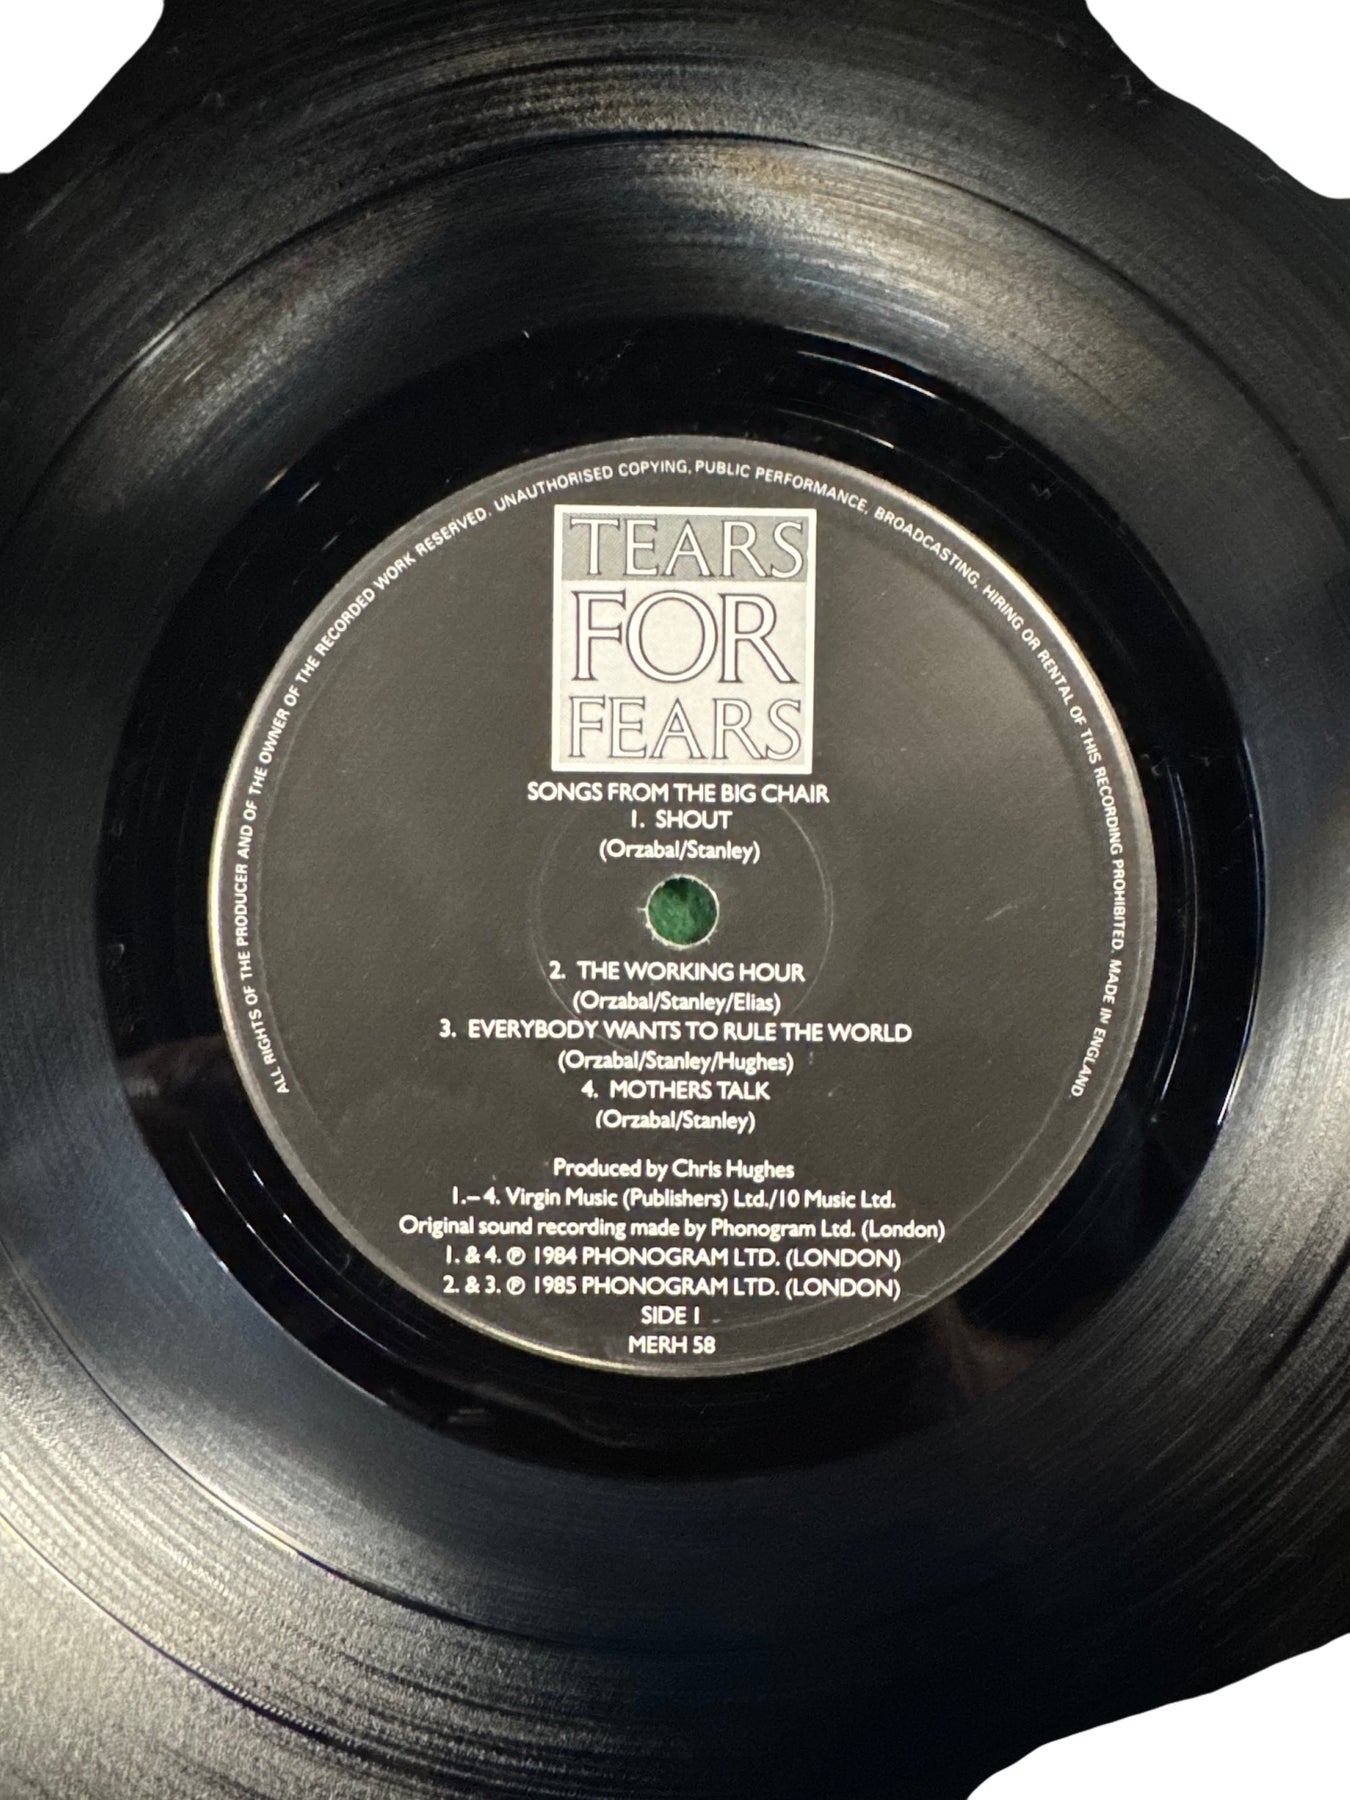 ALL RIGHTS OF THE PRODUCER AND OF THE OWNER OF THE RECORDED WORK RESERVED. UNAUTHORISED COPYING, PUBLIC PERFORMANCE, BROADCASTING, HIRING OR RENTAL OF THIS RECORDING PROHIBITED. MADE IN ENGLAND.
TEARS
FOR
FEARS
SONGS FROM THE BIG CHAIR
1. SHOUT
(Orzabal/Stanley)
2. THE WORKING HOUR
(Orzabal/Stanley/Elias)
3. EVERYBODY WANTS TO RULE THE WORLD
(Orzabal/Stanley/Hughes)
4. MOTHERS TALK
(Orzabal/Stanley)
Produced by Chris Hughes
1.–4. Virgin Music (Publishers) Ltd./10 Music Ltd.
Original sound recording made by Phonogram Ltd. (London)
1. & 4. ℗ 1984 PHONOGRAM LTD. (LONDON)
2. & 3. ℗ 1985 PHONOGRAM LTD. (LONDON)
SIDE 1
MERH 58